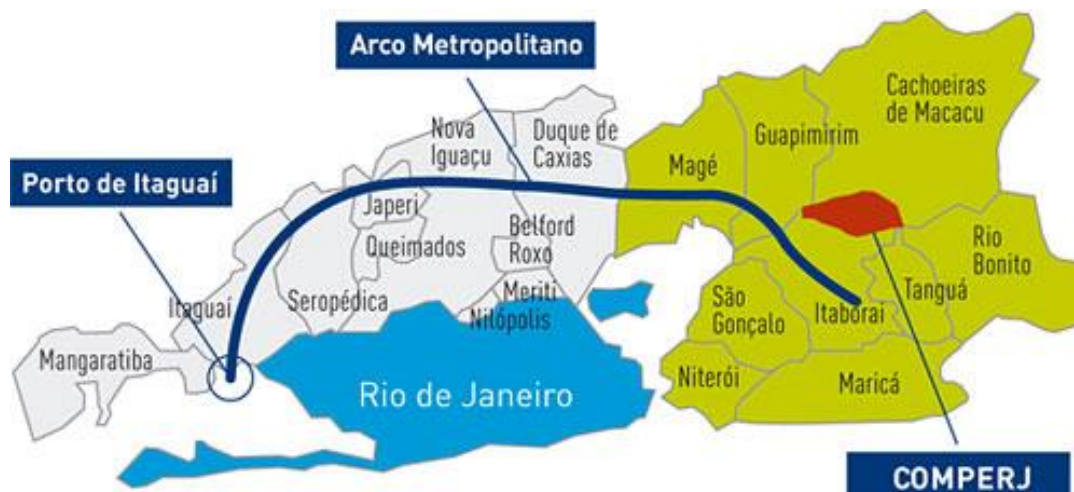 Arco Metropolitano
Porto de Itaguaí
Nova
Iguaçu
Duque de
Caxias
Magé
Guapimirim
Cachoeiras
de Macacu
Japeri
Queimados
Belford
Roxo
Itaguaí
Seropédica
Meriti
Nilópolis
Mangaratiba
Rio de Janeiro
São
Gonçalo
Niterói
Itaboraí
Tanguá
Rio
Bonito
Maricá
COMPERJ